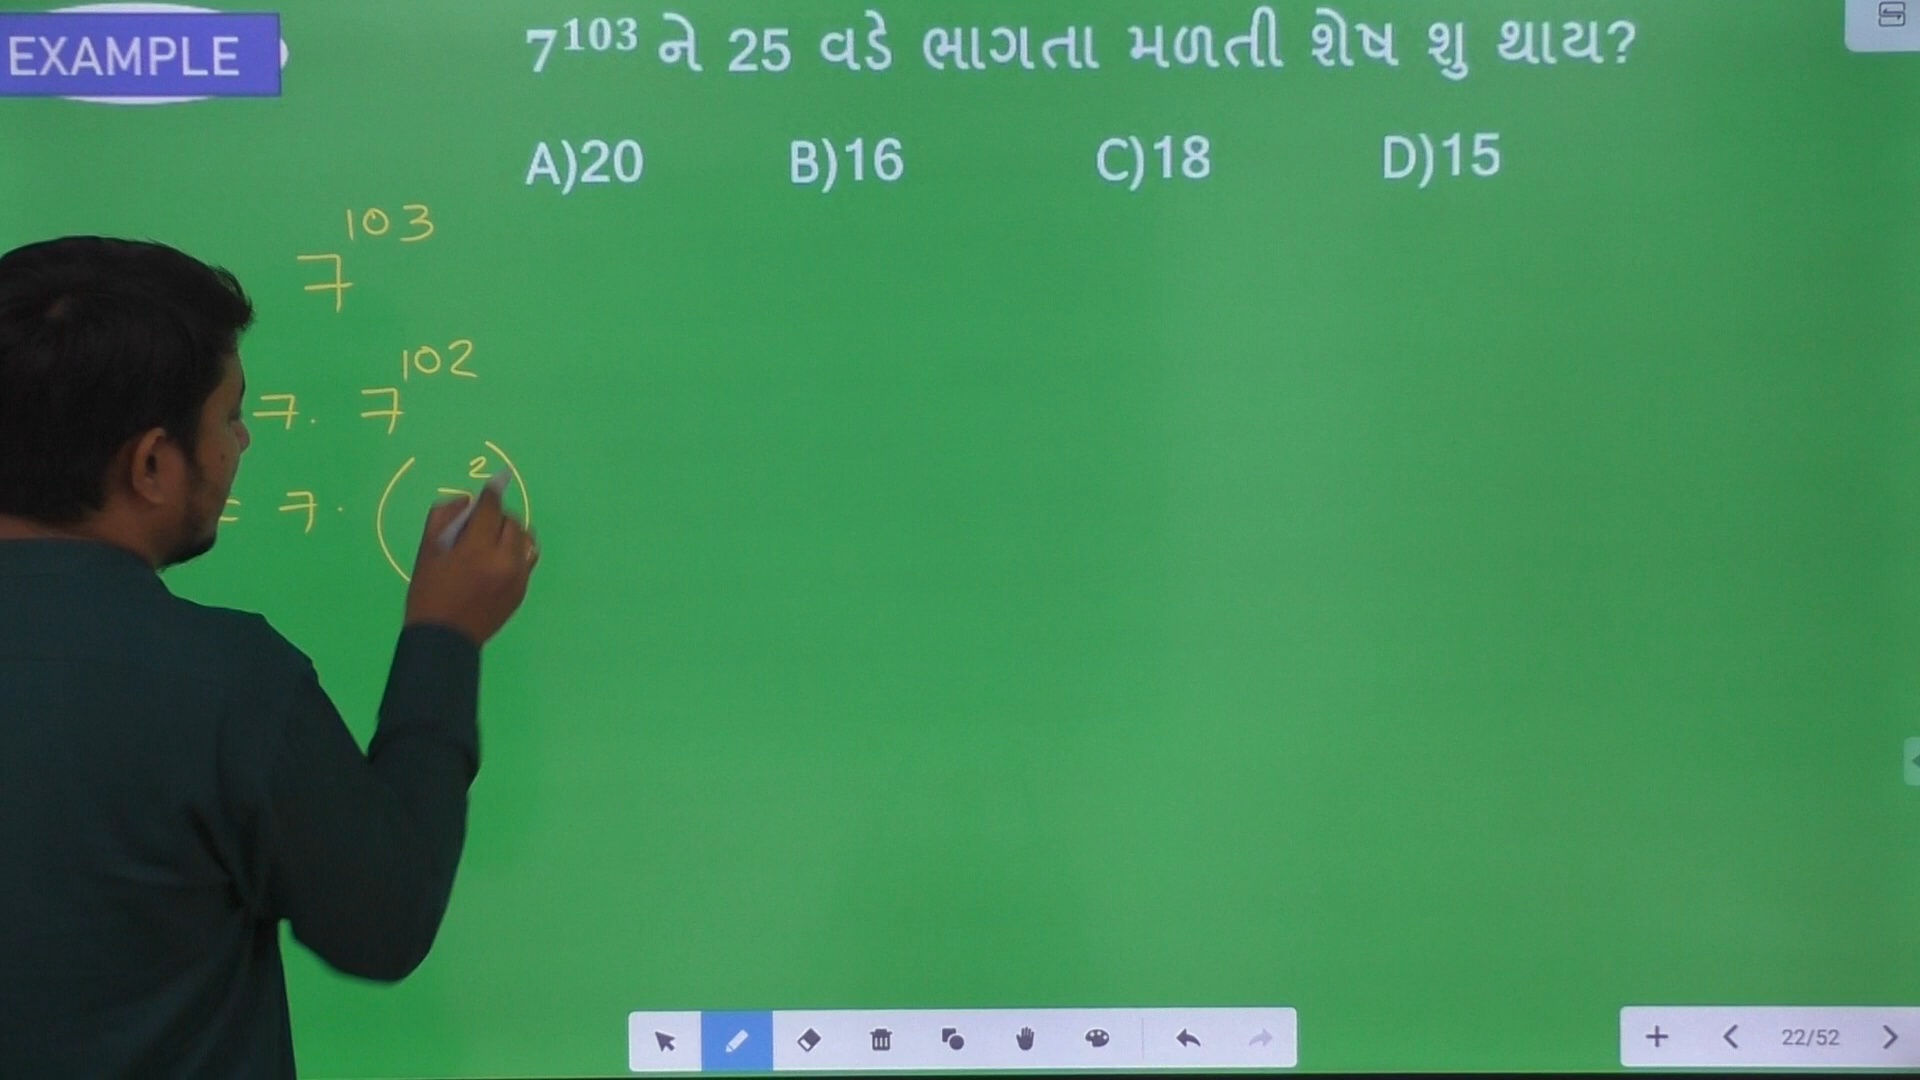 EXAMPLE
7¹⁰³ ને 25 વડે ભાગતા મળતી શેષ શુ થાય?
A)20 B)16 C)18 D)15
7¹⁰³
7. 7¹⁰²
= 7. (7²)
22/52